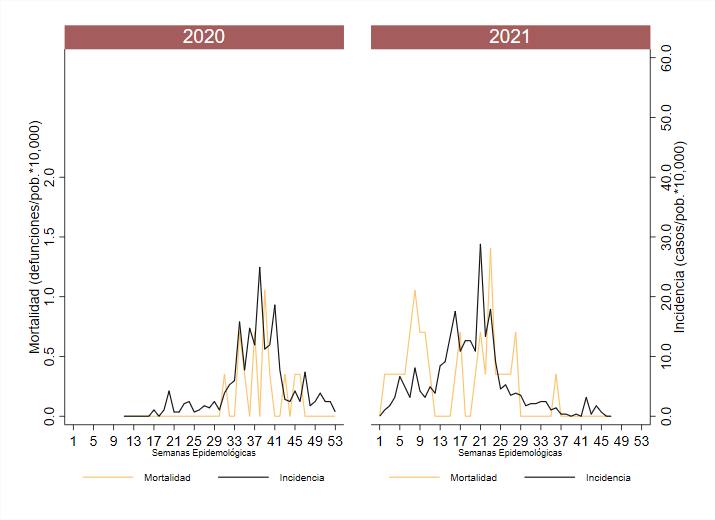 2020
2021
Mortalidad (defunciones/pob.*10,000)
0.0 0.5 1.0 1.5 2.0
1 5 9 13 17 21 25 29 33 37 41 45 49 53
Semanas Epidemológicas
Mortalidad Incidencia
1 5 9 13 17 21 25 29 33 37 41 45 49 53
Semanas Epidemológicas
Mortalidad Incidencia
0.0 10.0 20.0 30.0 40.0 50.0 60.0
Incidencia (casos/pob.*10,000)